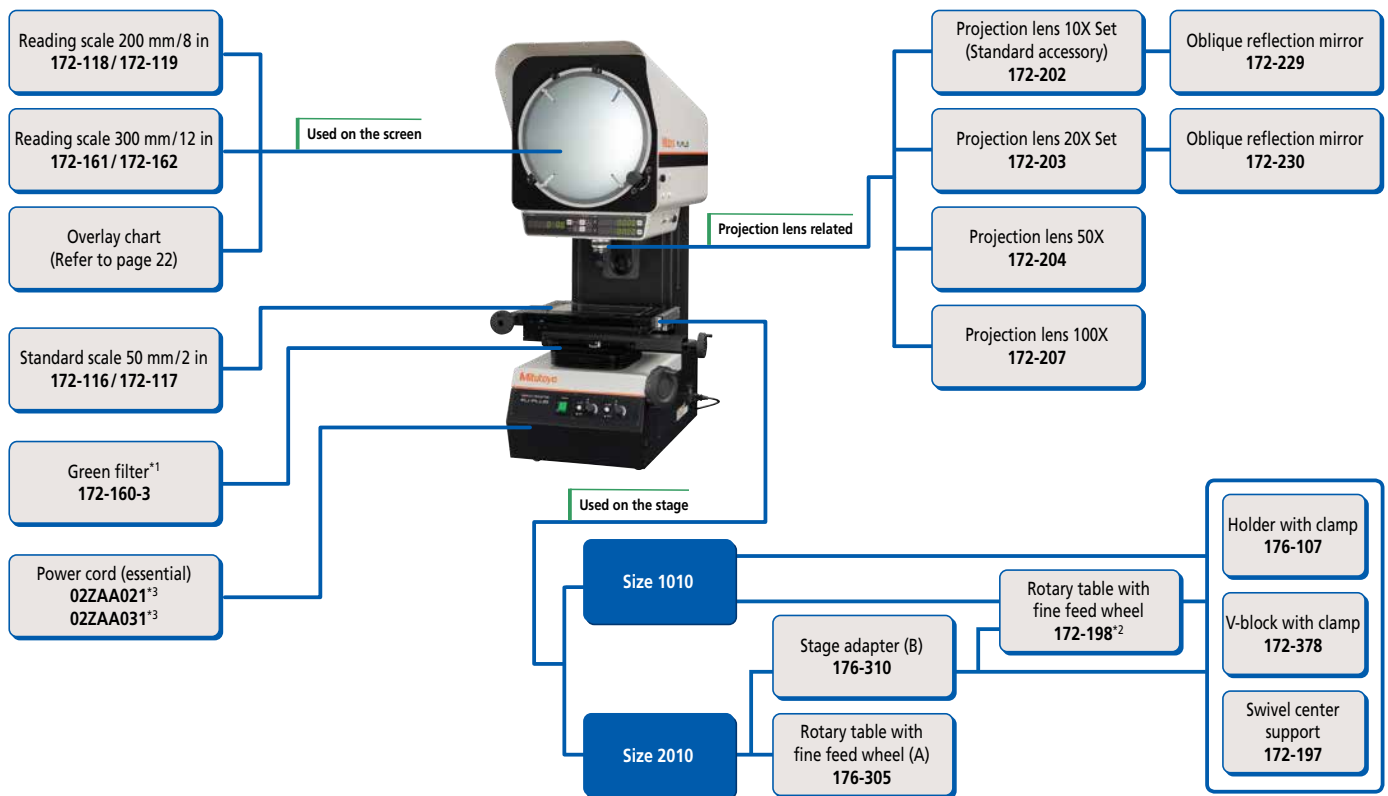 Reading scale 200 mm/8 in
172-118/172-119
Reading scale 300 mm/12 in
172-161/172-162
Overlay chart
(Refer to page 22)
Standard scale 50 mm/2 in
172-116/172-117
Green filter*1
172-160-3
Power cord (essential)
02ZAA021*3
02ZAA031*3
Used on the screen
Mitutoyo
Projection lens related
Projection lens 10X Set
(Standard accessory)
172-202
Oblique reflection mirror
172-229
Projection lens 20X Set
172-203
Oblique reflection mirror
172-230
Projection lens 50X
172-204
Projection lens 100X
172-207
Used on the stage
Size 1010
Size 2010
Stage adapter (B)
176-310
Rotary table with
fine feed wheel (A)
176-305
Rotary table with
fine feed wheel
172-198*2
Holder with clamp
176-107
V-block with clamp
172-378
Swivel center
support
172-197